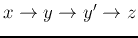 x → y → y′ → z